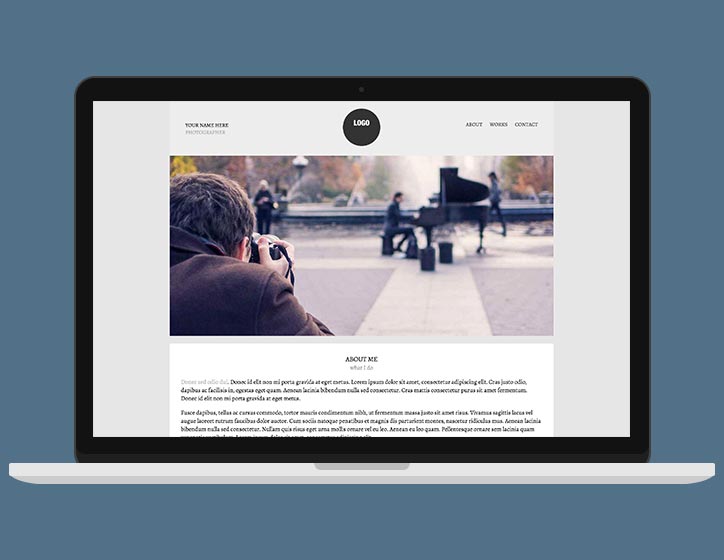 YOUR NAME HERE
PHOTOGRAPHER
LOGO
ABOUT WORKS CONTACT
ABOUT ME
what I do
Donec sed odio dui. Donec id elit non mi porta gravida at eget metus. Lorem ipsum dolor sit amet, consectetur adipiscing elit. Cras justo odio,
dapibus ac facilisis in, egestas eget quam. Aenean lacinia bibendum nulla sed consectetur. Cras mattis consectetur purus sit amet fermentum.
Donec id elit non mi porta gravida at eget metus.
Fusce dapibus, tellus ac cursus commodo, tortor mauris condimentum nibh, ut fermentum massa justo sit amet risus. Vivamus sagittis lacus vel
augue laoreet rutrum faucibus dolor auctor. Cum sociis natoque penatibus et magnis dis parturient montes, nascetur ridiculus mus. Aenean lacinia
bibendum nulla sed consectetur. Nullam quis risus eget urna mollis ornare vel eu leo. Aenean eu leo quam. Pellentesque ornare sem lacinia quam